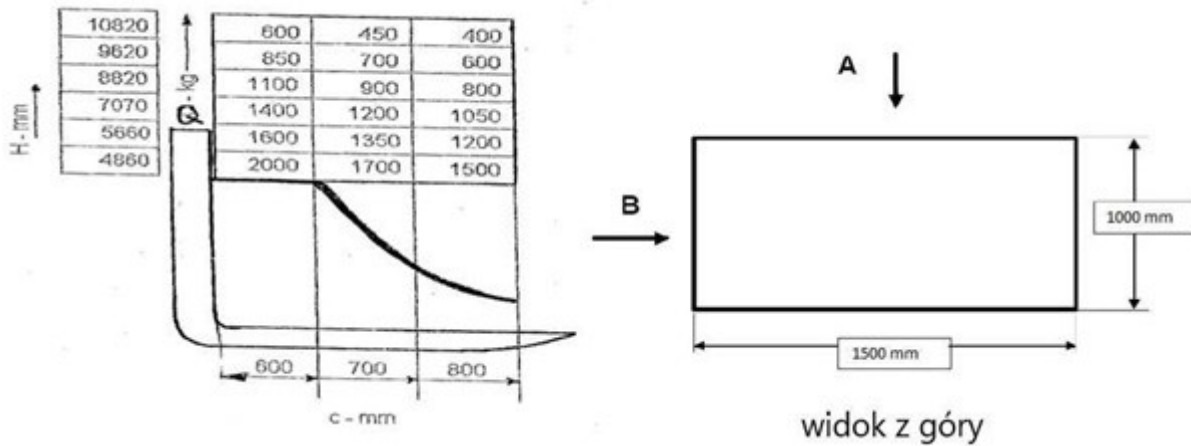 10820 600 450 400
9620 850 700 600
8820 1100 900 800
7070 1400 1200 1050
5660 1600 1350 1200
4860 2000 1700 1500
H - mm
Q - kg
600 700 800
c - mm
A
B
1000 mm
1500 mm
widok z góry